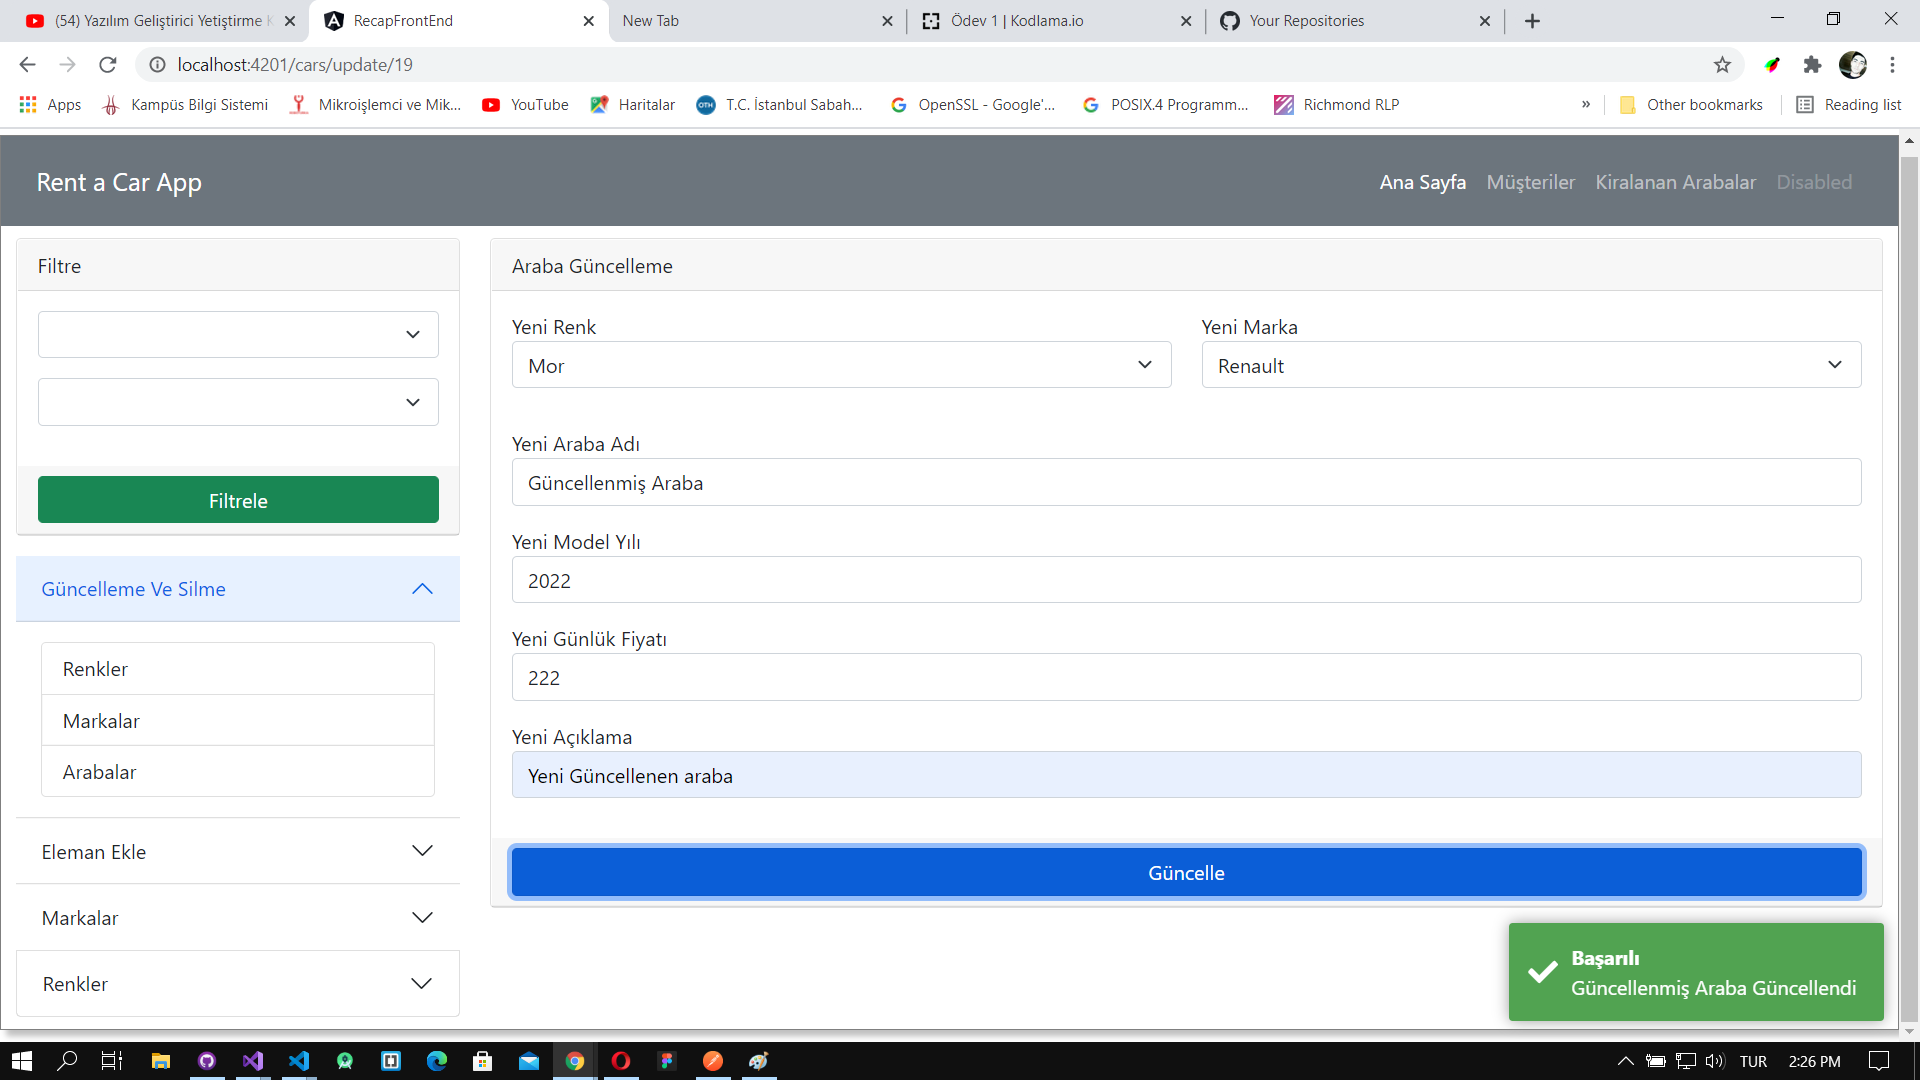 (54) Yazılım Geliştirici Yetiştirme K
RecapFrontEnd
New Tab
Ödev 1 | Kodlama.io
Your Repositories
localhost:4201/cars/update/19
Apps
Kampüs Bilgi Sistemi
Mikroişlemci ve Mik...
YouTube
Haritalar
T.C. İstanbul Sabah...
OpenSSL - Google'...
POSIX.4 Programm...
Richmond RLP
»
Other bookmarks
Reading list
Rent a Car App
Ana Sayfa
Müşteriler
Kiralanan Arabalar
Disabled
Filtre
Filtrele
Güncelleme Ve Silme
Renkler
Markalar
Arabalar
Eleman Ekle
Markalar
Renkler
Araba Güncelleme
Yeni Renk
Mor
Yeni Marka
Renault
Yeni Araba Adı
Güncellenmiş Araba
Yeni Model Yılı
2022
Yeni Günlük Fiyatı
222
Yeni Açıklama
Yeni Güncellenen araba
Güncelle
Başarılı
Güncellenmiş Araba Güncellendi
TUR
2:26 PM